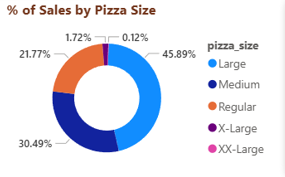 % of Sales by Pizza Size
1.72%
0.12%
21.77%
45.89%
30.49%
pizza_size
Large
Medium
Regular
X-Large
XX-Large